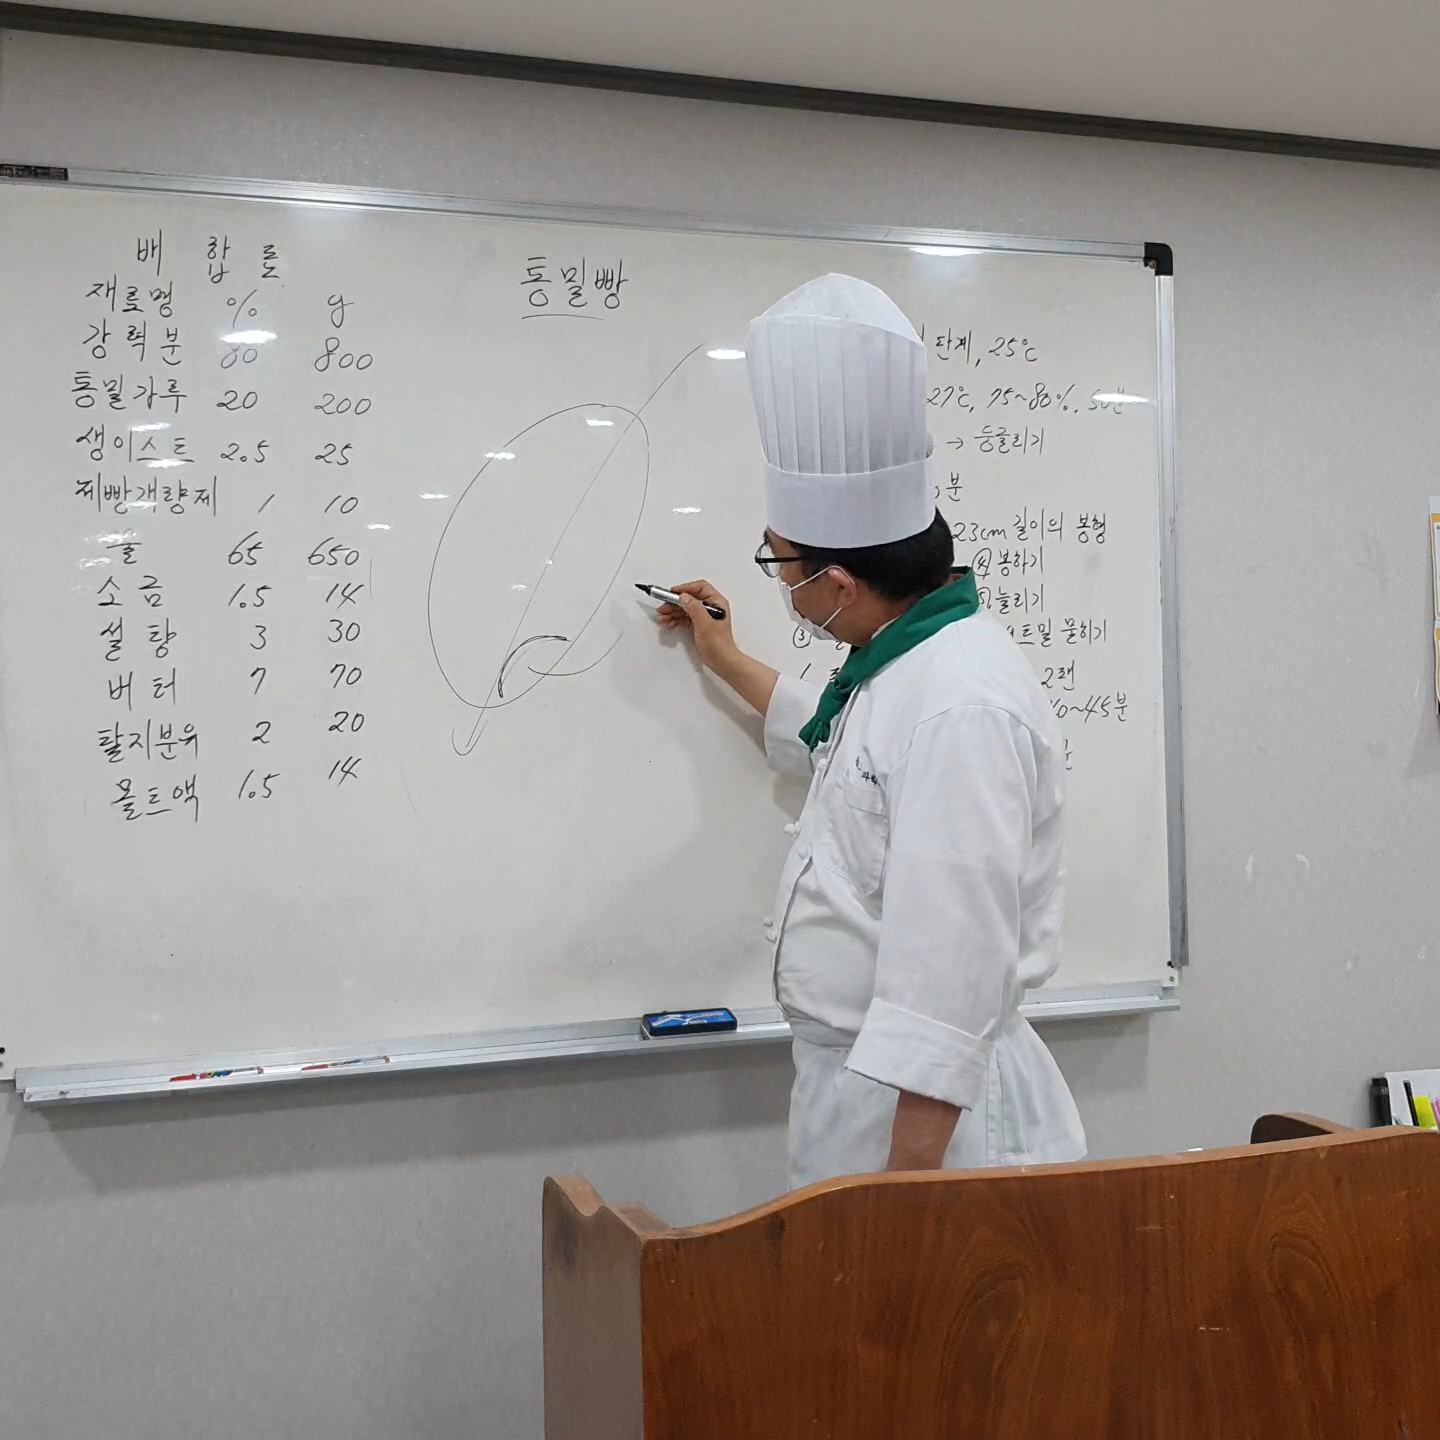 배 합 표
재료명 % g
강력분 80 800
통밀가루 20 200
생이스트 2.5 25
제빵개량제 1 10
물 65 650
소금 1.5 14
설탕 3 30
버터 7 70
탈지분유 2 20
몰트액 1.5 14
통밀빵
단계, 25℃
27℃, 75~80%, 50분
→ 둥글리기
분
23cm 길이의 봉형
④ 봉하기
⑤ 늘리기
③ 트밀 묻히기
2팬
40~45분